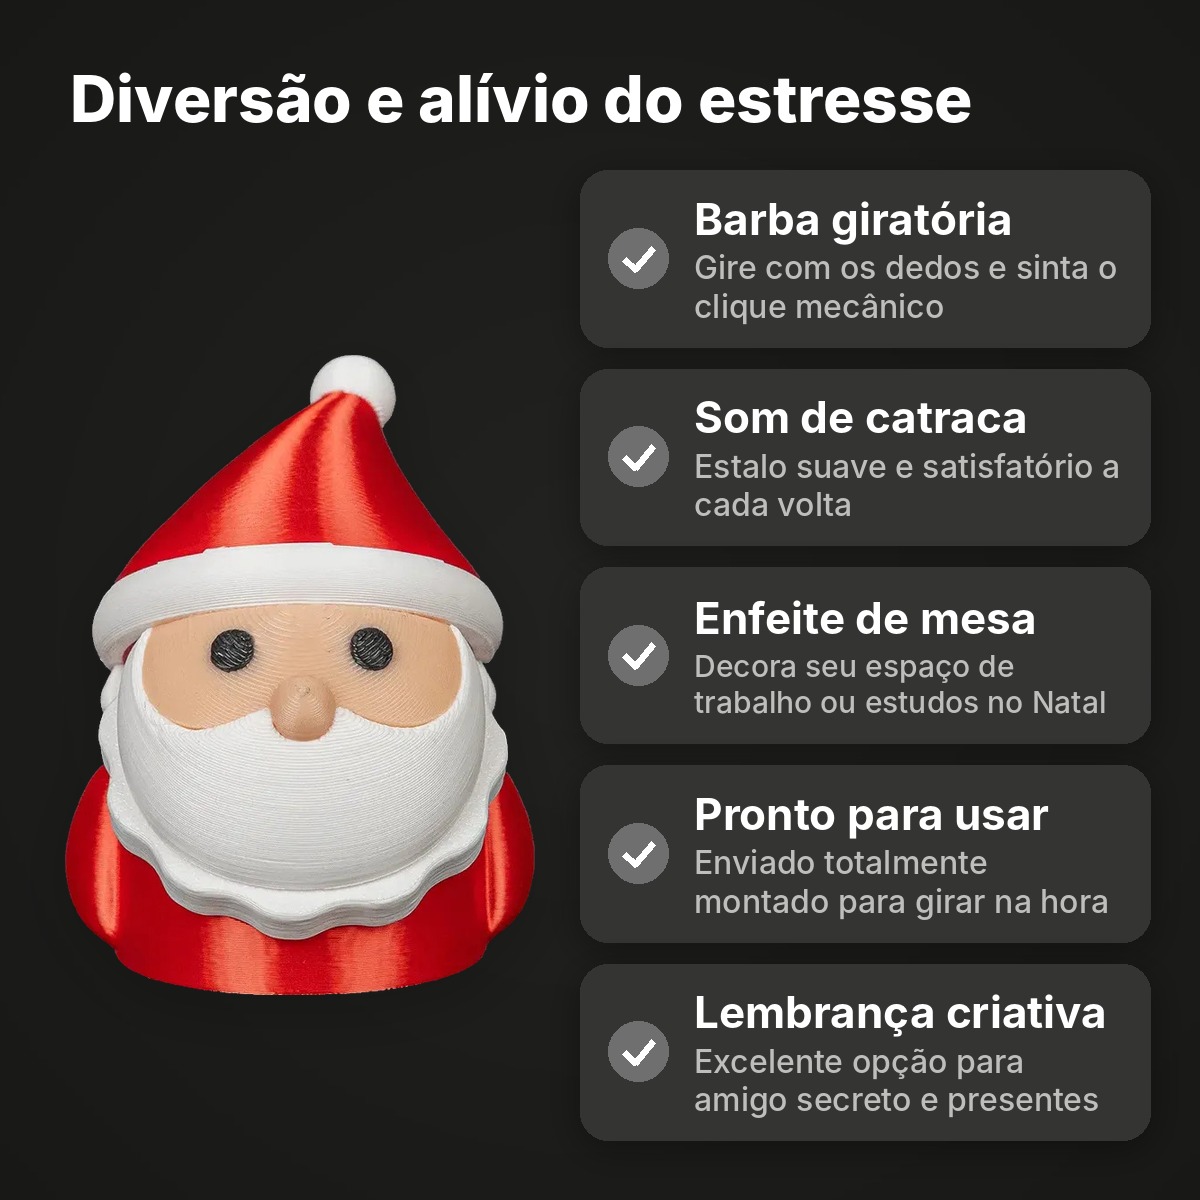 Diversão e alívio do estresse
Barba giratória
Gire com os dedos e sinta o
clique mecânico
Som de catraca
Estalo suave e satisfatório a
cada volta
Enfeite de mesa
Decora seu espaço de
trabalho ou estudos no Natal
Pronto para usar
Enviado totalmente
montado para girar na hora
Lembrança criativa
Excelente opção para
amigo secreto e presentes